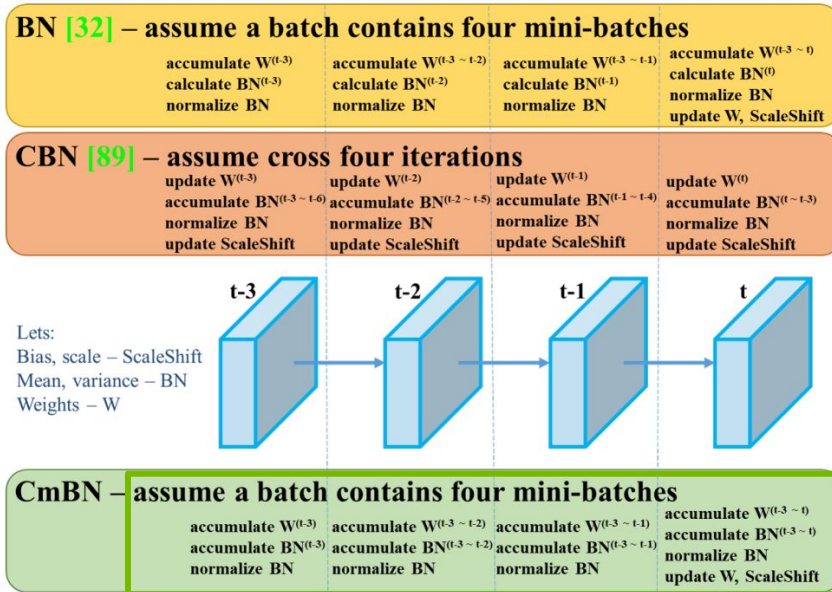 BN [32] – assume a batch contains four mini-batches
accumulate W(t-3) accumulate W(t-3 ~ t-2) accumulate W(t-3 ~ t-1) accumulate W(t-3 ~ t)
calculate BN(t-3) calculate BN(t-2) calculate BN(t-1) calculate BN(t)
normalize BN normalize BN normalize BN normalize BN
update W, ScaleShift
CBN [89] – assume cross four iterations
update W(t-3) update W(t-2) update W(t-1) update W(t)
accumulate BN(t-3 ~ t-6) accumulate BN(t-2 ~ t-5) accumulate BN(t-1 ~ t-4) accumulate BN(t ~ t-3)
normalize BN normalize BN normalize BN normalize BN
update ScaleShift update ScaleShift update ScaleShift update ScaleShift
t-3 t-2 t-1 t
Lets:
Bias, scale – ScaleShift
Mean, variance – BN
Weights – W
CmBN – assume a batch contains four mini-batches
accumulate W(t-3) accumulate W(t-3 ~ t-2) accumulate W(t-3 ~ t-1) accumulate W(t-3 ~ t)
accumulate BN(t-3) accumulate BN(t-3 ~ t-2) accumulate BN(t-3 ~ t-1) accumulate BN(t-3 ~ t)
normalize BN normalize BN normalize BN normalize BN
update W, ScaleShift